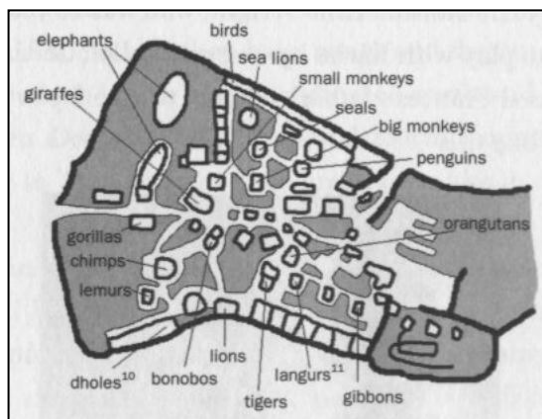 birds
elephants
sea lions
small monkeys
giraffes
seals
big monkeys
penguins
gorillas
orangutans
chimps
lemurs
lions
dholes¹⁰
bonobos
langurs¹¹
tigers
gibbons